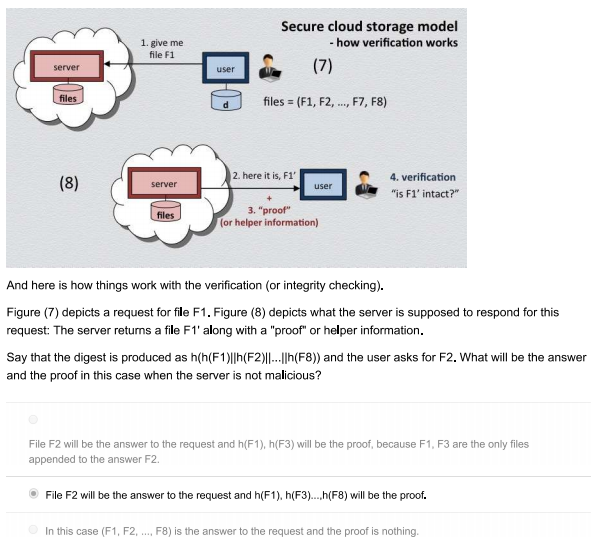 Secure cloud storage model
- how verification works
1. give me
file F1
server
user
(7)
files
d
files = (F1, F2, ..., F7, F8)
(8)
server
2. here it is, F1'
user
4. verification
"is F1' intact?"
files
+
3. "proof"
(or helper information)
And here is how things work with the verification (or integrity checking).
Figure (7) depicts a request for file F1. Figure (8) depicts what the server is supposed to respond for this
request: The server returns a file F1' along with a "proof" or helper information.
Say that the digest is produced as h(h(F1)||h(F2)||...||h(F8)) and the user asks for F2. What will be the answer
and the proof in this case when the server is not malicious?
File F2 will be the answer to the request and h(F1), h(F3) will be the proof, because F1, F3 are the only files
appended to the answer F2.
File F2 will be the answer to the request and h(F1), h(F3)...,h(F8) will be the proof.
In this case (F1, F2, ..., F8) is the answer to the request and the proof is nothing.